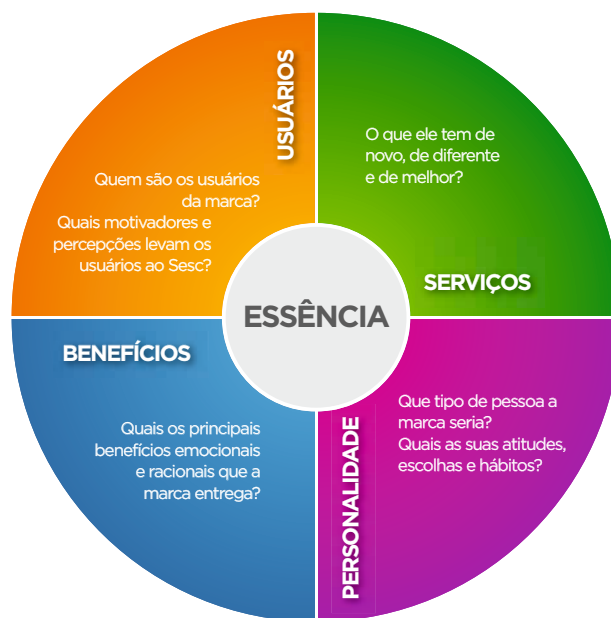 USUÁRIOS
Quem são os usuários
da marca?
Quais motivadores e
percepções levam os
usuários ao Sesc?
O que ele tem de
novo, de diferente
e de melhor?
SERVIÇOS
ESSÊNCIA
BENEFÍCIOS
Quais os principais
benefícios emocionais
e racionais que a
marca entrega?
PERSONALIDADE
Que tipo de pessoa a
marca seria?
Quais as suas atitudes,
escolhas e hábitos?